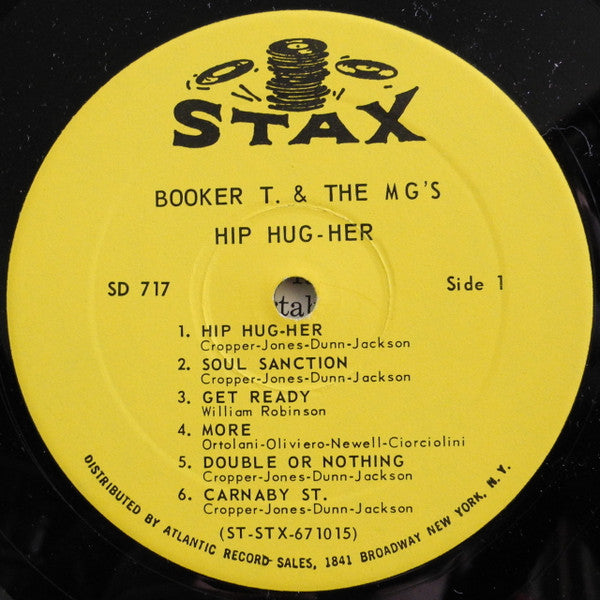 STAX
BOOKER T. & THE MG'S
HIP HUG-HER
SD 717
Side 1
1. HIP HUG-HER
Cropper-Jones-Dunn-Jackson
2. SOUL SANCTION
Cropper-Jones-Dunn-Jackson
3. GET READY
William Robinson
4. MORE
Ortolani-Oliviero-Newell-Ciorciolini
5. DOUBLE OR NOTHING
Cropper-Jones-Dunn-Jackson
6. CARNABY ST.
Cropper-Jones-Dunn-Jackson
(ST-STX-671015)
DISTRIBUTED BY ATLANTIC RECORD SALES, 1841 BROADWAY NEW YORK, N.Y.